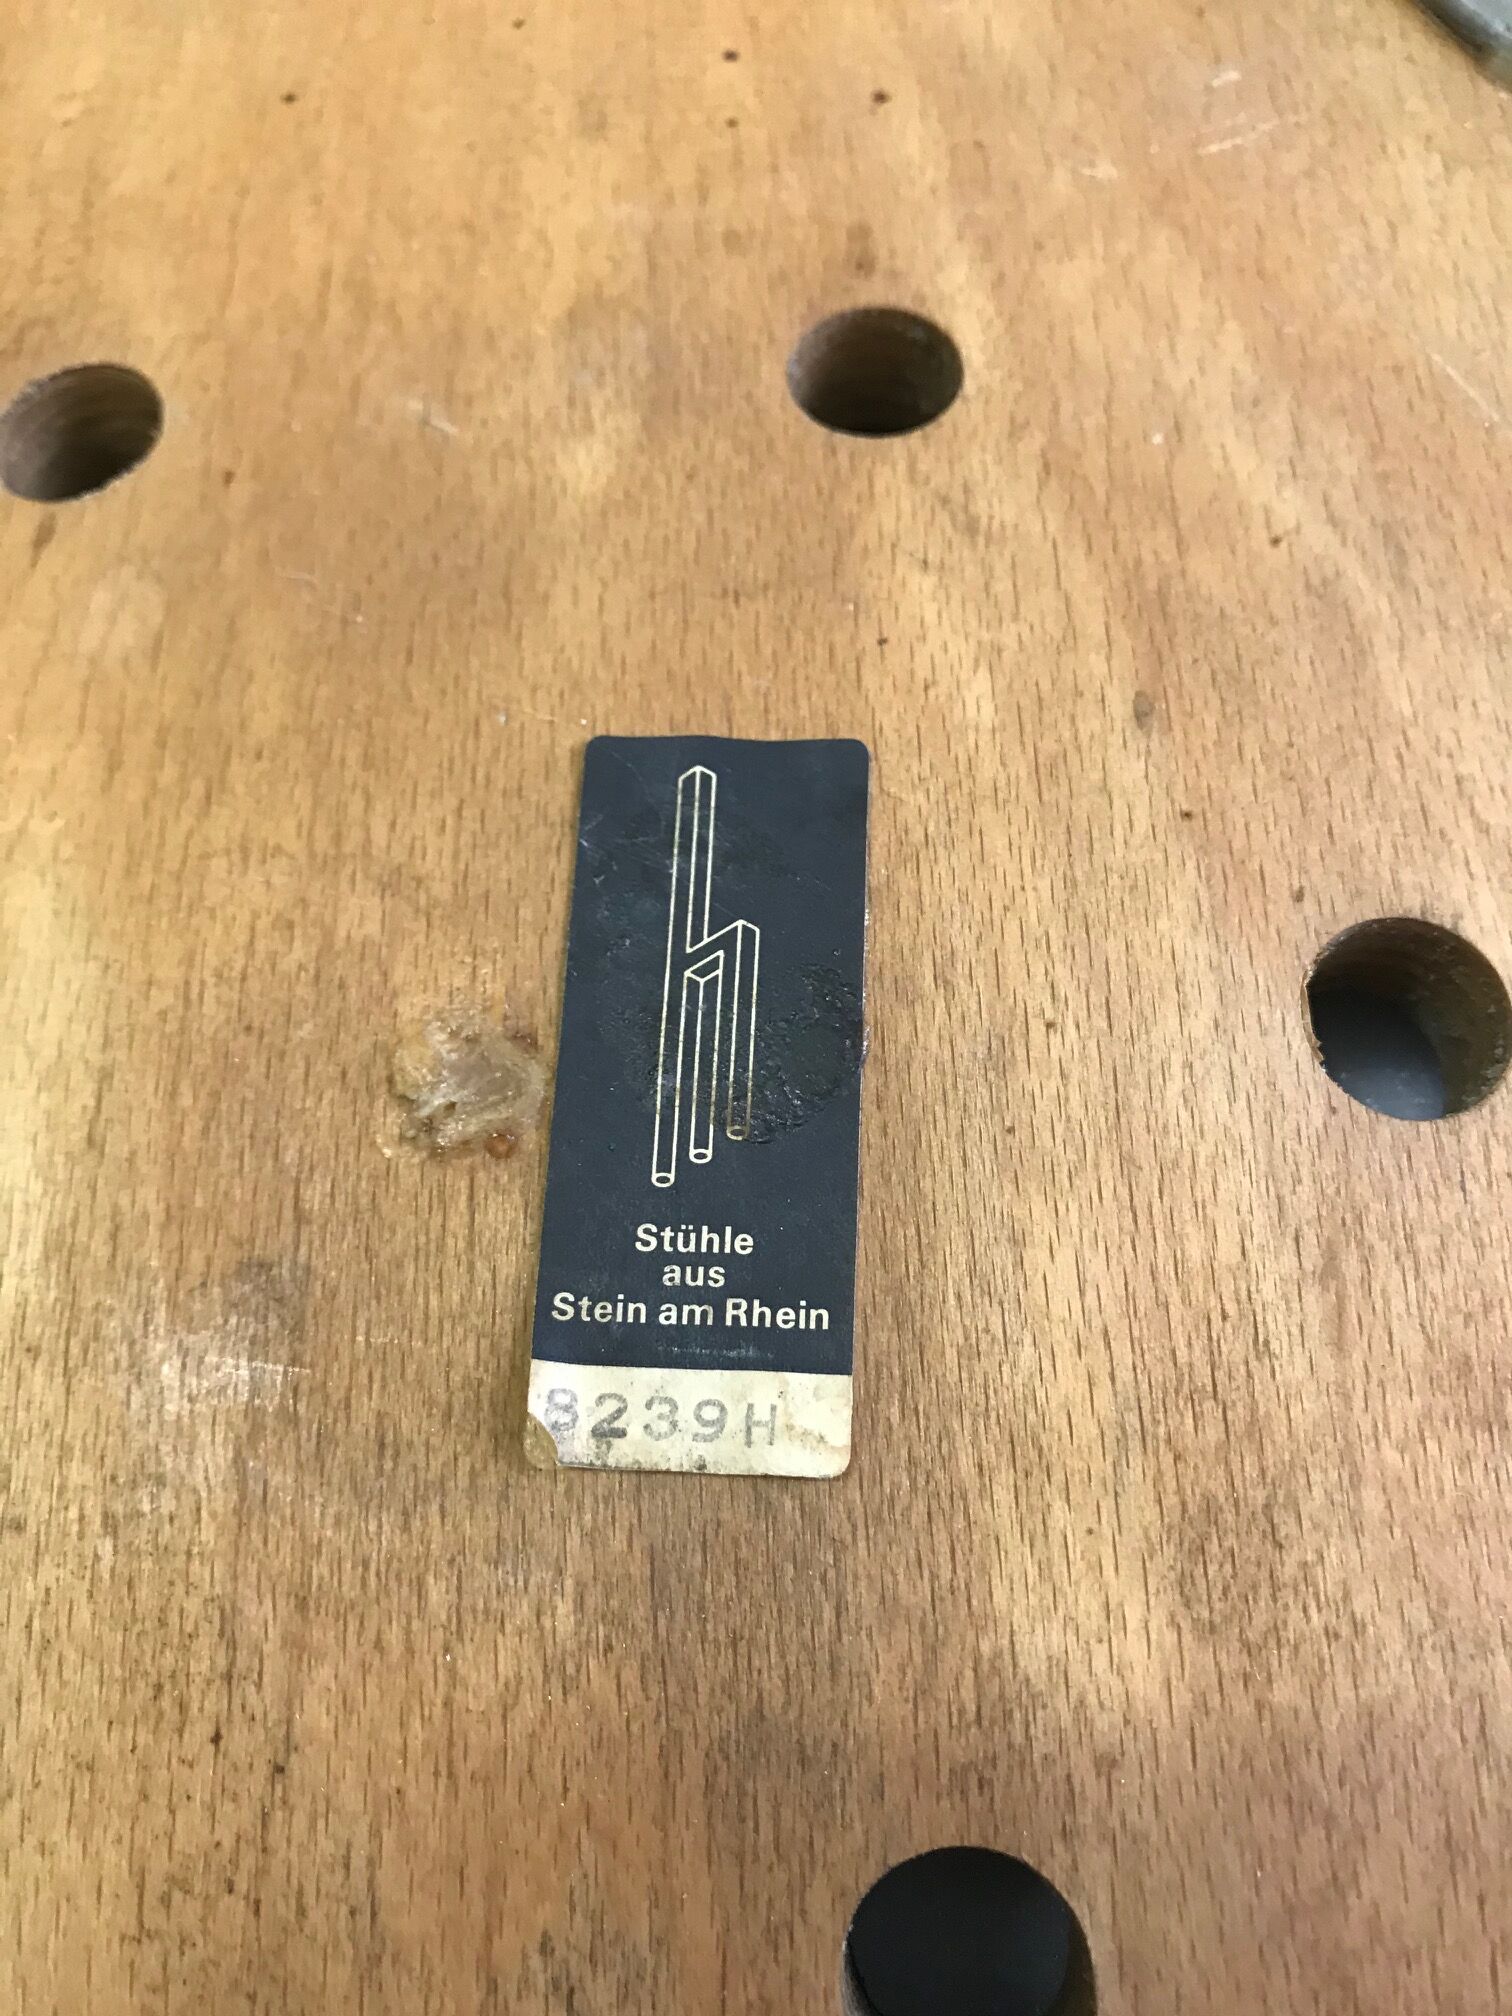 Stühle
aus
Stein am Rhein
8239H